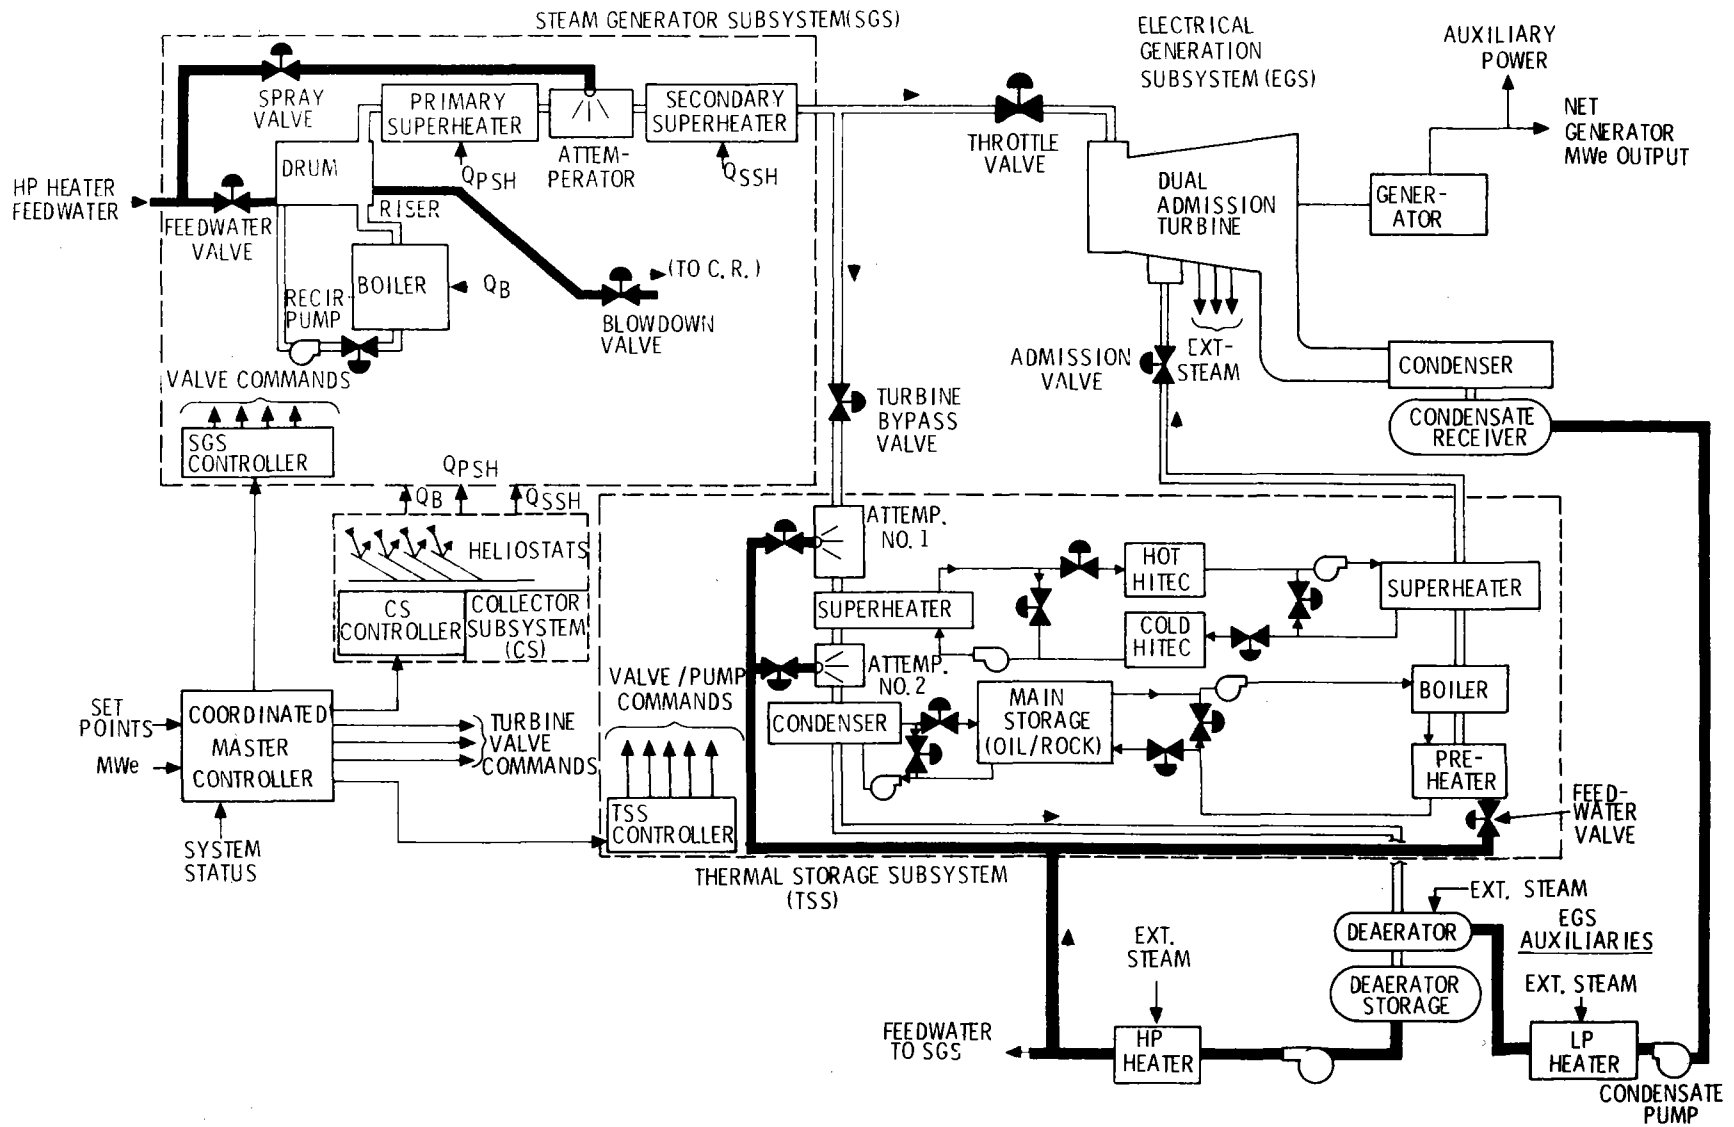 STEAM GENERATOR SUBSYSTEM(SGS)
ELECTRICAL
GENERATION
SUBSYSTEM (EGS)
AUXILIARY
POWER
SPRAY
VALVE
PRIMARY
SUPERHEATER
ATTEM-
PERATOR
SECONDARY
SUPERHEATER
THROTTLE
VALVE
NET
GENERATOR
MWe OUTPUT
HP HEATER
FEEDWATER
DRUM
QPSH
QSSH
DUAL
ADMISSION
TURBINE
GENER-
ATOR
FEEDWATER
VALVE
RISER
BOILER
QB
(TO C.R.)
RECIR-
PUMP
BLOWDOWN
VALVE
ADMISSION
VALVE
EXT-
STEAM
CONDENSER
VALVE COMMANDS
TURBINE
BYPASS
VALVE
CONDENSATE
RECEIVER
SGS
CONTROLLER
QPSH
QB
QSSH
HELIOSTATS
CS
CONTROLLER
COLLECTOR
SUBSYSTEM
(CS)
ATTEMP.
NO. 1
HOT
HITEC
SUPERHEATER
SUPERHEATER
COLD
HITEC
VALVE/PUMP
COMMANDS
ATTEMP.
NO. 2
MAIN
STORAGE
(OIL/ROCK)
BOILER
CONDENSER
PRE-
HEATER
SET
POINTS
MWe
COORDINATED
MASTER
CONTROLLER
TURBINE
VALVE
COMMANDS
TSS
CONTROLLER
FEED-
WATER
VALVE
SYSTEM
STATUS
THERMAL STORAGE SUBSYSTEM
(TSS)
EXT. STEAM
DEAERATOR
EGS
AUXILIARIES
EXT.
STEAM
DEAERATOR
STORAGE
EXT. STEAM
FEEDWATER
TO SGS
HP
HEATER
LP
HEATER
CONDENSATE
PUMP